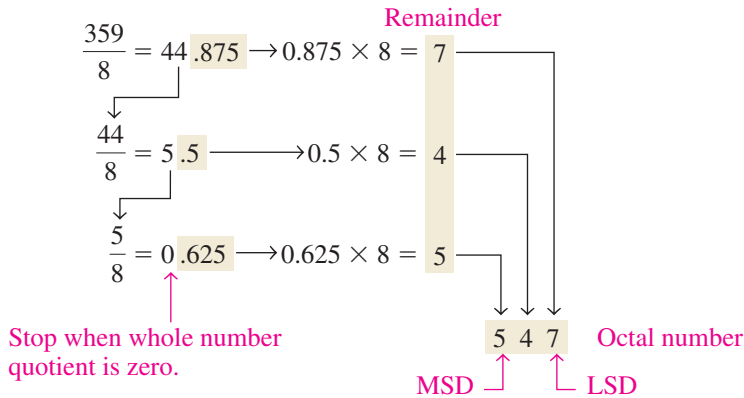 Remainder
359/8 = 44 .875 → 0.875 × 8 = 7
44/8 = 5 .5 → 0.5 × 8 = 4
5/8 = 0 .625 → 0.625 × 8 = 5
Stop when whole number
quotient is zero.
5 4 7 Octal number
MSD LSD